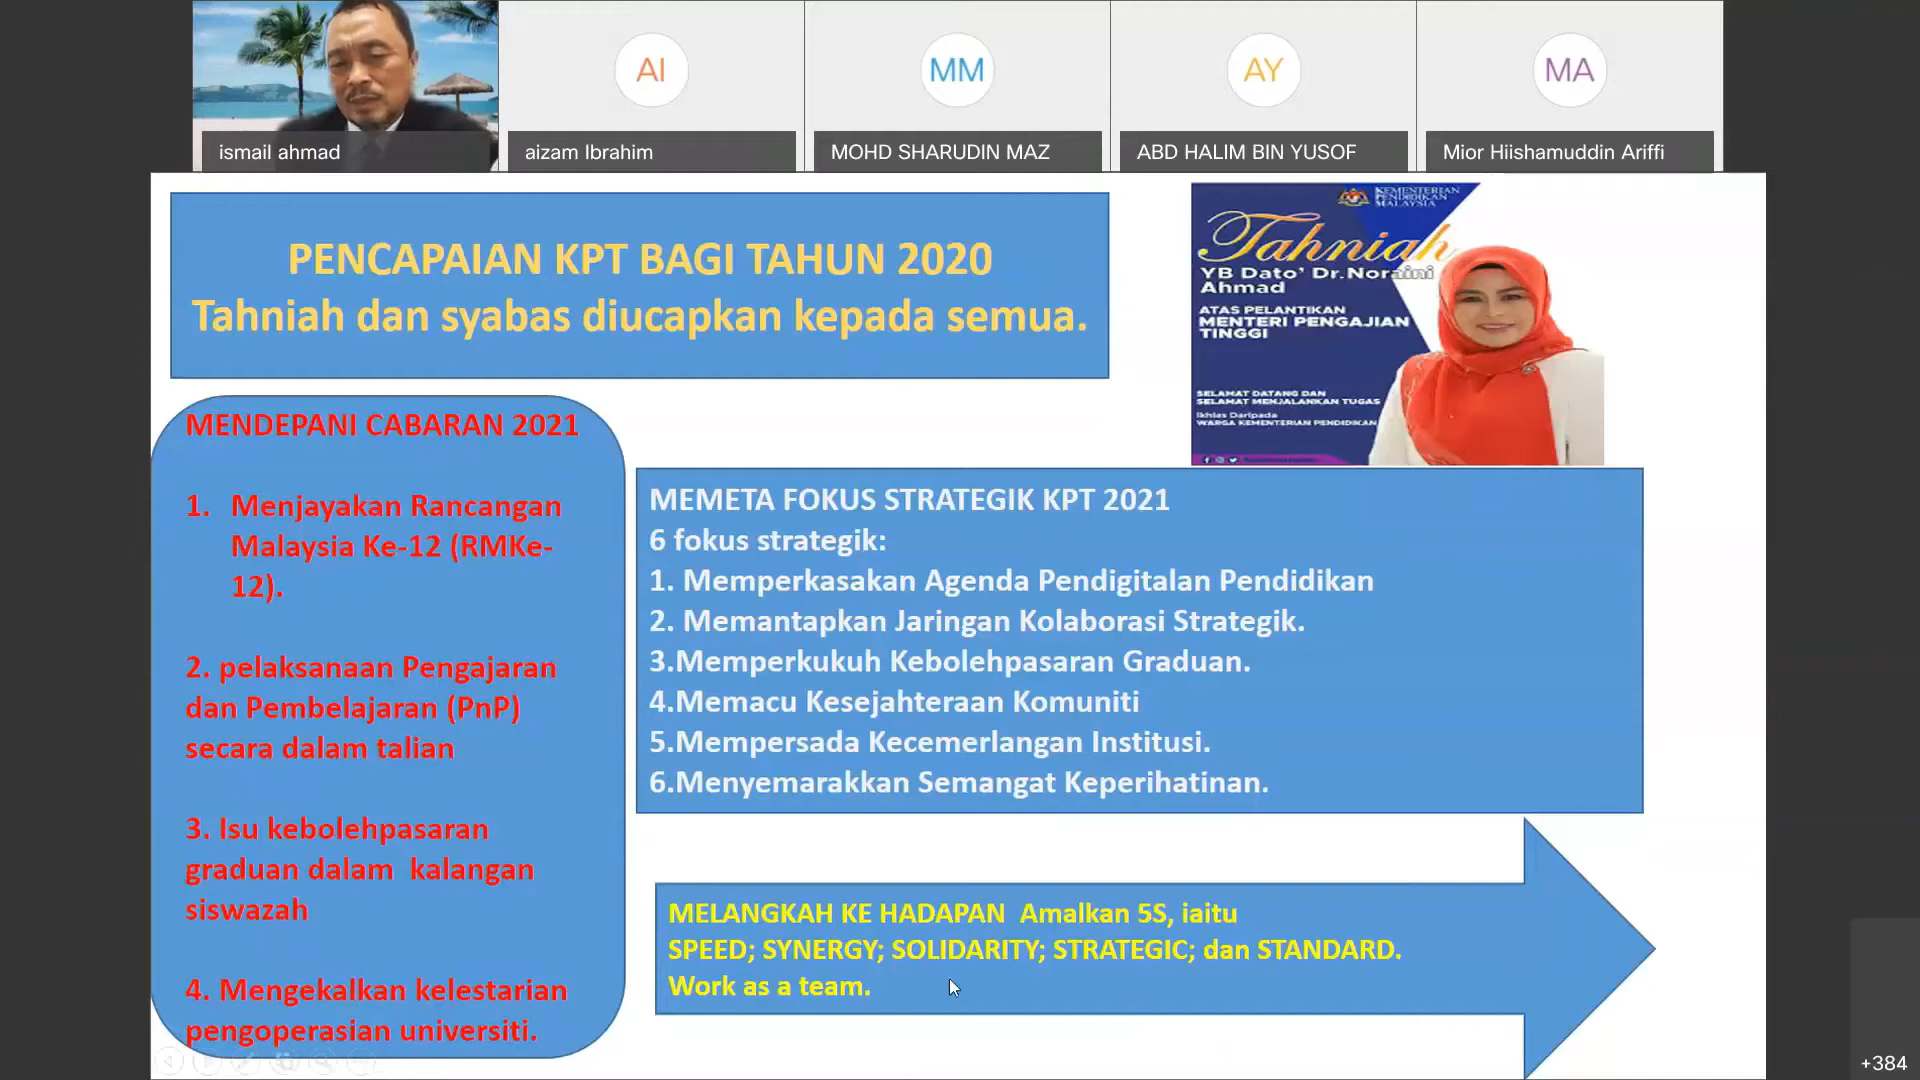 AI
MM
AY
MA
ismail ahmad
aizam Ibrahim
MOHD SHARUDIN MAZ
ABD HALIM BIN YUSOF
Mior Hiishamuddin Ariffi
PENCAPAIAN KPT BAGI TAHUN 2020
Tahniah dan syabas diucapkan kepada semua.
KEMENTERIAN
PENDIDIKAN
MALAYSIA
Tahniah
YB Dato' Dr.Noraini
Ahmad
ATAS PELANTIKAN
MENTERI PENGAJIAN
TINGGI
SELAMAT DATANG DAN
SELAMAT MENJALANKAN TUGAS
Ikhlas Daripada
WARGA KEMENTERIAN PENDIDIKAN
MENDEPANI CABARAN 2021
1. Menjayakan Rancangan
Malaysia Ke-12 (RMKe-
12).
2. pelaksanaan Pengajaran
dan Pembelajaran (PnP)
secara dalam talian
3. Isu kebolehpasaran
graduan dalam kalangan
siswazah
4. Mengekalkan kelestarian
pengoperasian universiti.
MEMETA FOKUS STRATEGIK KPT 2021
6 fokus strategik:
1. Memperkasakan Agenda Pendigitalan Pendidikan
2. Memantapkan Jaringan Kolaborasi Strategik.
3.Memperkukuh Kebolehpasaran Graduan.
4.Memacu Kesejahteraan Komuniti
5.Mempersada Kecemerlangan Institusi.
6.Menyemarakkan Semangat Keperihatinan.
MELANGKAH KE HADAPAN Amalkan 5S, iaitu
SPEED; SYNERGY; SOLIDARITY; STRATEGIC; dan STANDARD.
Work as a team.
+384